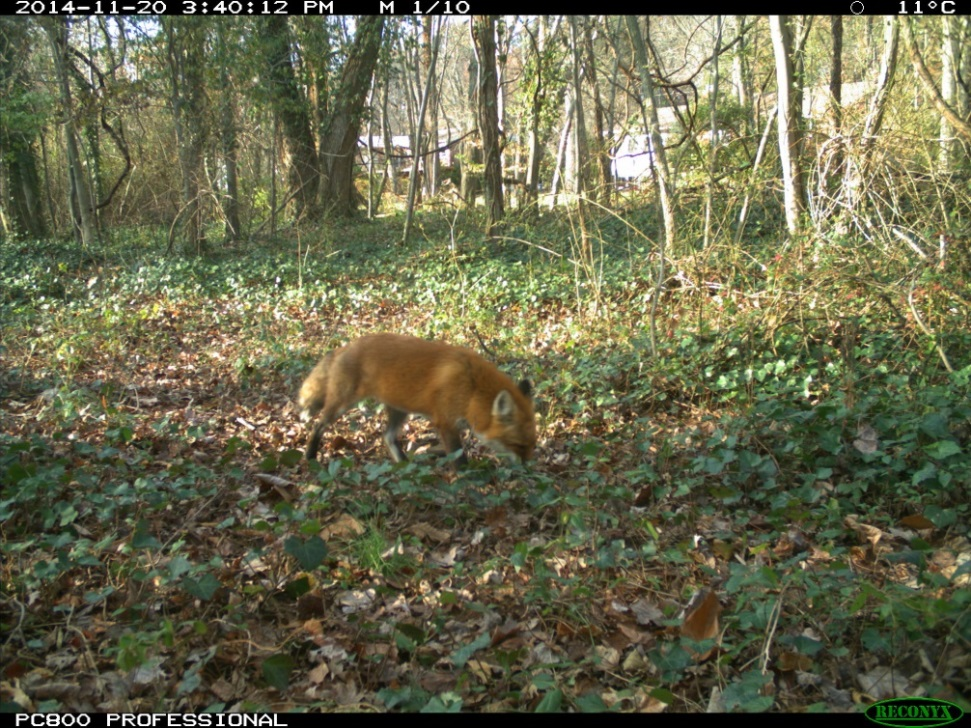 2014-11-20 3:40:12 PM M 1/10 11°C
PC800 PROFESSIONAL RECONYX